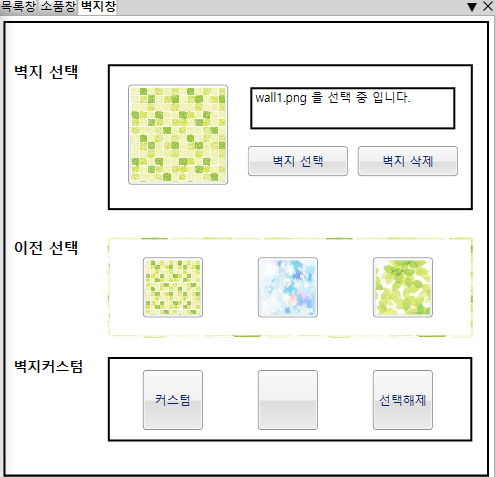 목록창 소품창 벽지창
벽지 선택
wall1.png 을 선택 중 입니다.
벽지 선택 벽지 삭제
이전 선택
벽지커스텀
커스텀 선택해제